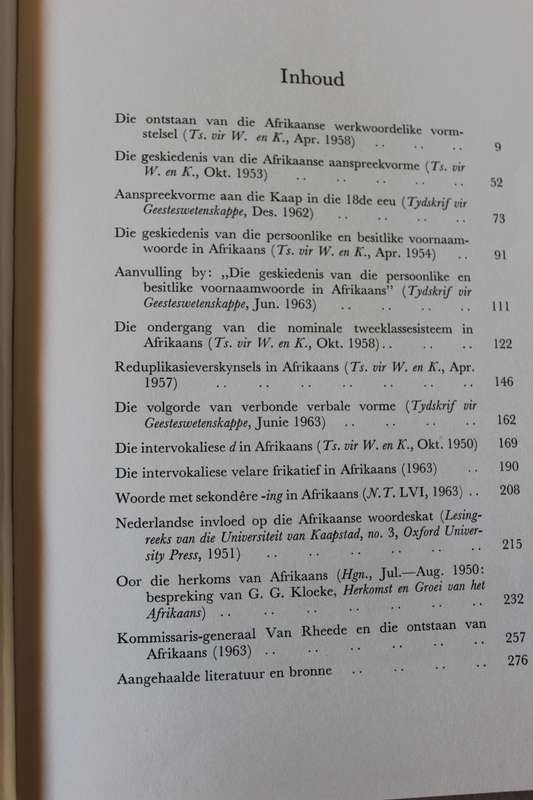 Inhoud
Die ontstaan van die Afrikaanse werkwoordelike vorm-
stelsel (Ts. vir W. en K., Apr. 1958) .. .. .. 9
Die geskiedenis van die Afrikaanse aanspreekvorme (Ts. vir
W. en K., Okt. 1953) .. .. .. .. .. 52
Aanspreekvorme aan die Kaap in die 18de eeu (Tydskrif vir
Geesteswetenskappe, Des. 1962) .. .. .. .. 73
Die geskiedenis van die persoonlike en besitlike voornaam-
woorde in Afrikaans (Ts. vir W. en K., Apr. 1954) .. 91
Aanvulling by: „Die geskiedenis van die persoonlike en
besitlike voornaamwoorde in Afrikaans” (Tydskrif vir
Geesteswetenskappe, Jun. 1963) .. .. .. .. 111
Die ondergang van die nominale tweeklassesisteem in
Afrikaans (Ts. vir W. en K., Okt. 1958).. .. .. 122
Reduplikasieverskynsels in Afrikaans (Ts. vir W. en K., Apr.
1957) .. .. .. .. .. .. .. 146
Die volgorde van verbonde verbale vorme (Tydskrif vir
Geesteswetenskappe, Junie 1963) .. .. .. .. 162
Die intervokaliese d in Afrikaans (Ts. vir W. en K., Okt. 1950) 169
Die intervokaliese velare frikatief in Afrikaans (1963) .. 190
Woorde met sekondêre -ing in Afrikaans (N.T. LVI, 1963) .. 208
Nederlandse invloed op die Afrikaanse woordeskat (Lesing-
reeks van die Universiteit van Kaapstad, no. 3, Oxford Univer-
sity Press, 1951) .. .. .. .. .. .. 215
Oor die herkoms van Afrikaans (Hgn., Jul.—Aug. 1950:
bespreking van G. G. Kloeke, Herkomst en Groei van het
Afrikaans) .. .. .. .. .. .. .. 232
Kommissaris-generaal Van Rheede en die ontstaan van
Afrikaans (1963) .. .. .. .. .. .. 257
Aangehaalde literatuur en bronne .. .. .. .. 276